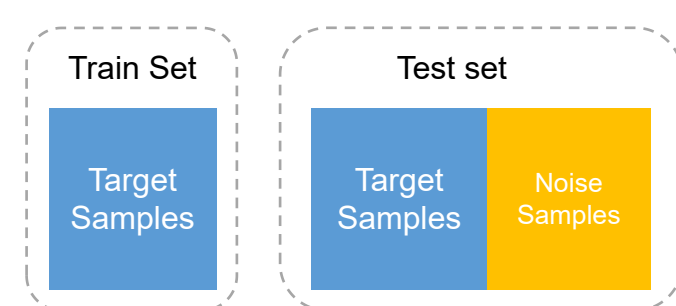 Train Set
Test set
Target
Samples
Target
Samples
Noise
Samples